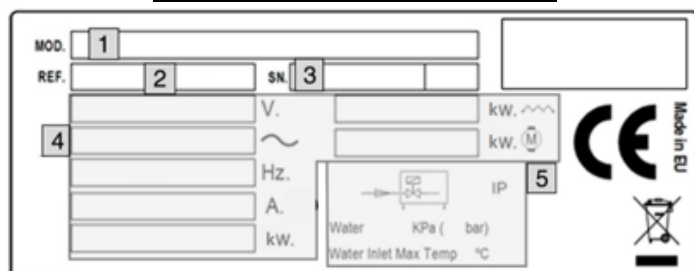 MOD. 1
REF. 2 SN. 3
V. kw.
4 kw. M
Hz. 5
A. IP
kw.
Water KPa ( bar)
Water Inlet Max Temp ºC
CE
Made in EU